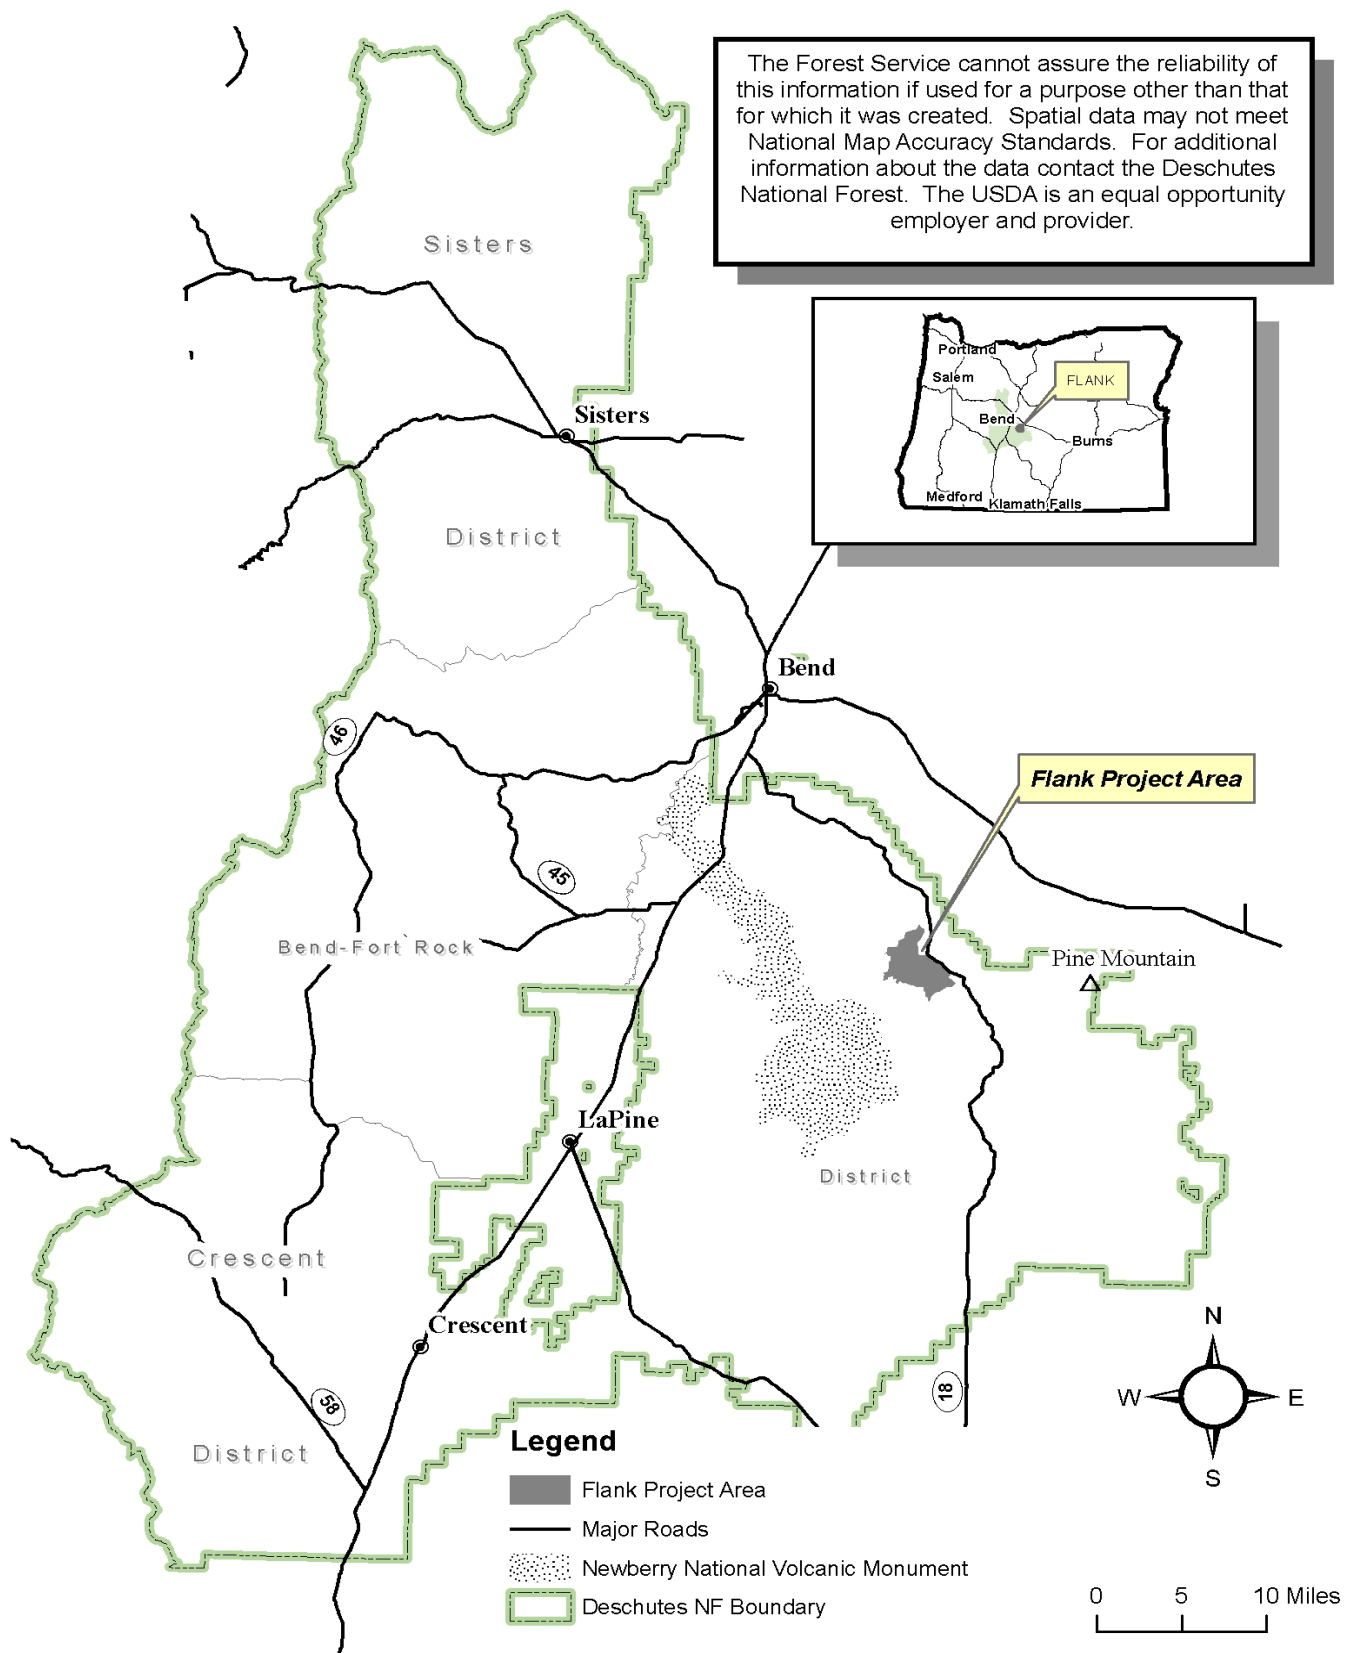 The Forest Service cannot assure the reliability of
this information if used for a purpose other than that
for which it was created.  Spatial data may not meet
National Map Accuracy Standards.  For additional
information about the data contact the Deschutes
National Forest.  The USDA is an equal opportunity
employer and provider.
Sisters
Portland
Salem
FLANK
Bend
Burns
Medford
Klamath Falls
Sisters
District
Bend
46
Flank Project Area
45
Bend-Fort Rock
Pine Mountain
LaPine
District
Crescent
Crescent
58
18
District
N
W
E
S
Legend
Flank Project Area
Major Roads
Newberry National Volcanic Monument
Deschutes NF Boundary
0 5 10 Miles